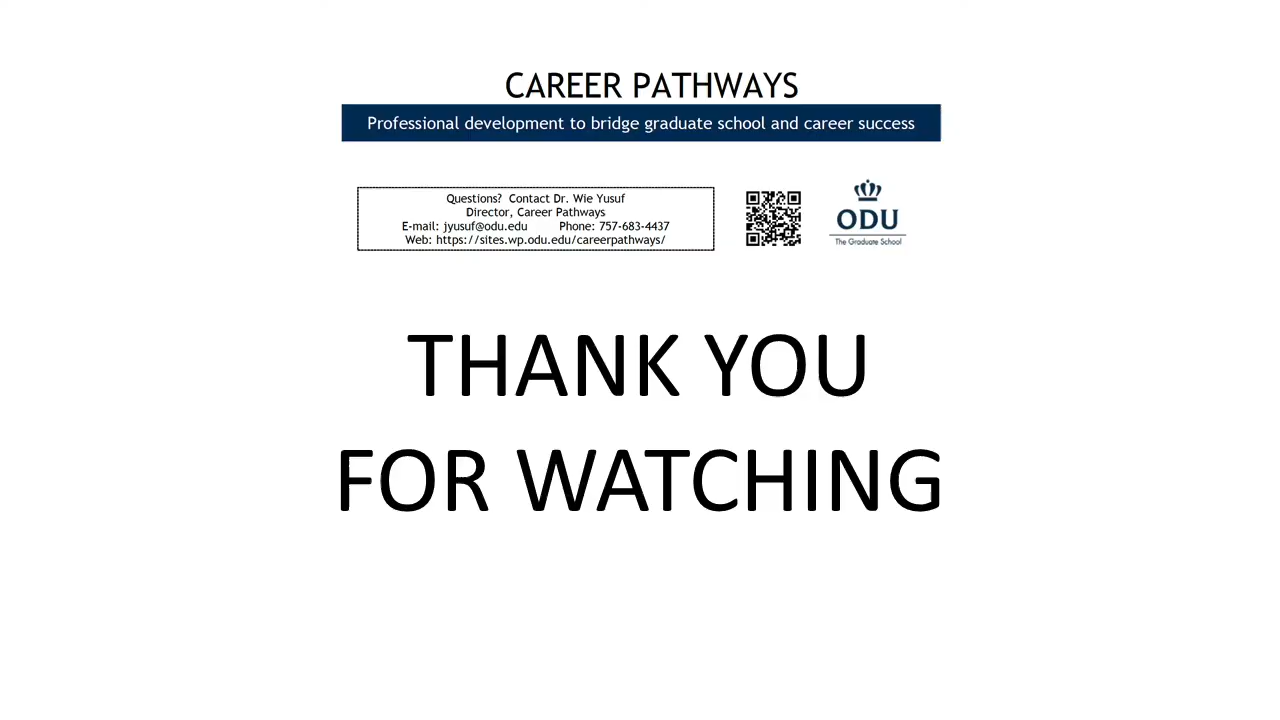 CAREER PATHWAYS
Professional development to bridge graduate school and career success
Questions? Contact Dr. Wie Yusuf
Director, Career Pathways
E-mail: jyusuf@odu.edu Phone: 757-683-4437
Web: https://sites.wp.odu.edu/careerpathways/
ODU
The Graduate School
THANK YOU
FOR WATCHING